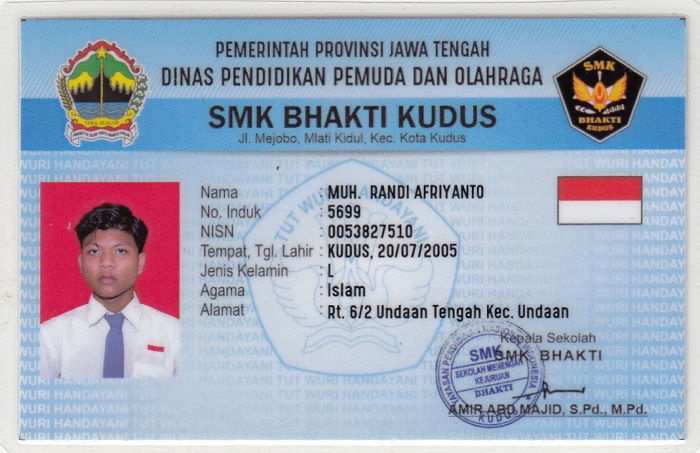 PEMERINTAH PROVINSI JAWA TENGAH
DINAS PENDIDIKAN PEMUDA DAN OLAHRAGA
SMK BHAKTI KUDUS
Jl. Mejobo, Mlati Kidul, Kec. Kota Kudus
JAWA TENGAH
SMK
BHAKTI
KUDUS
WURI HANDAYANI TUT WURI HANDAYANI
TUT WURI HANDAYANI
Nama : MUH. RANDI AFRIYANTO
No. Induk : 5699
NISN : 0053827510
Tempat, Tgl. Lahir : KUDUS, 20/07/2005
Jenis Kelamin : L
Agama : Islam
Alamat : Rt. 6/2 Undaan Tengah Kec. Undaan
Kepala Sekolah
SMK BHAKTI
SMK
SEKOLAH MENENGAH
KEJURUAN
BHAKTI
KUDUS
AMIR ABD.MAJID, S.Pd., M.Pd.